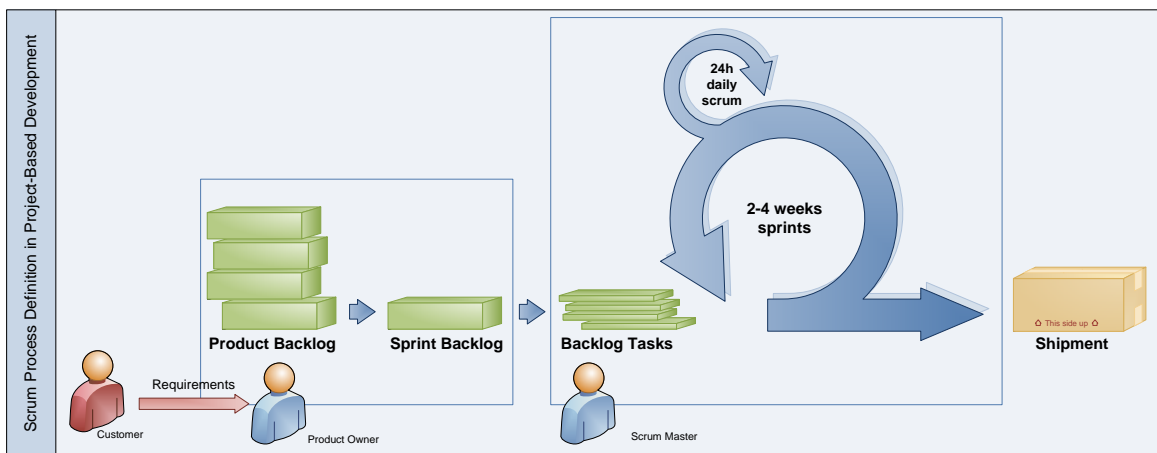 Scrum Process Definition in Project-Based Development
24h
daily
scrum
2-4 weeks
sprints
This side up
Product Backlog
Sprint Backlog
Backlog Tasks
Shipment
Requirements
Customer
Product Owner
Scrum Master